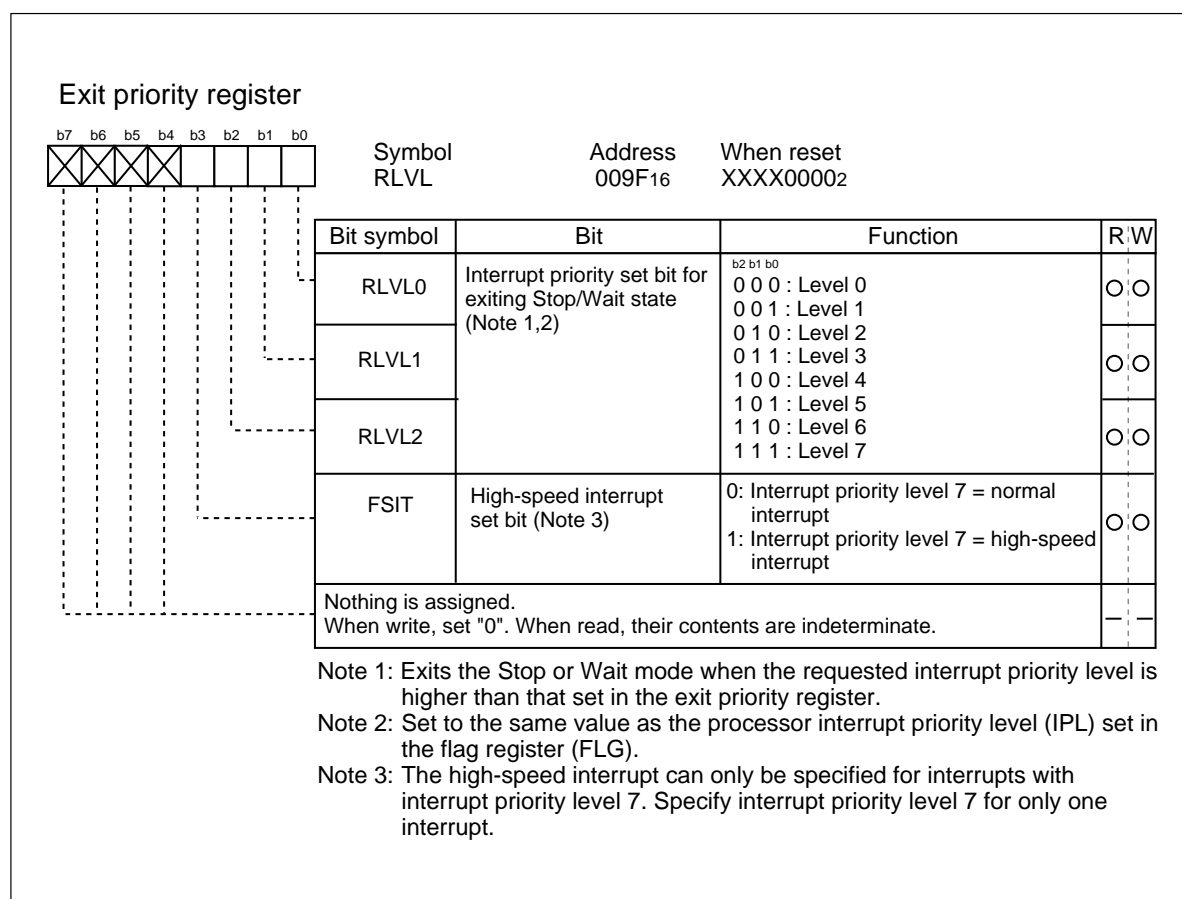 Exit priority register
b7 b6 b5 b4 b3 b2 b1 b0
Symbol Address When reset
RLVL 009F16 XXXX00002
Bit symbol Bit Function R W
RLVL0
Interrupt priority set bit for
exiting Stop/Wait state
(Note 1,2)
b2 b1 b0
0 0 0 : Level 0
0 0 1 : Level 1
0 1 0 : Level 2
0 1 1 : Level 3
1 0 0 : Level 4
1 0 1 : Level 5
1 1 0 : Level 6
1 1 1 : Level 7
RLVL1
RLVL2
FSIT
High-speed interrupt
set bit (Note 3)
0: Interrupt priority level 7 = normal
interrupt
1: Interrupt priority level 7 = high-speed
interrupt
Nothing is assigned.
When write, set "0". When read, their contents are indeterminate.
– –
Note 1: Exits the Stop or Wait mode when the requested interrupt priority level is
higher than that set in the exit priority register.
Note 2: Set to the same value as the processor interrupt priority level (IPL) set in
the flag register (FLG).
Note 3: The high-speed interrupt can only be specified for interrupts with
interrupt priority level 7. Specify interrupt priority level 7 for only one
interrupt.